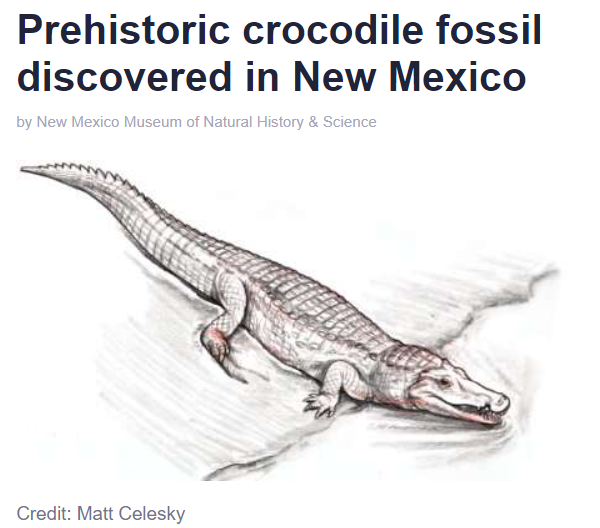 Prehistoric crocodile fossil
discovered in New Mexico
by New Mexico Museum of Natural History & Science
Credit: Matt Celesky